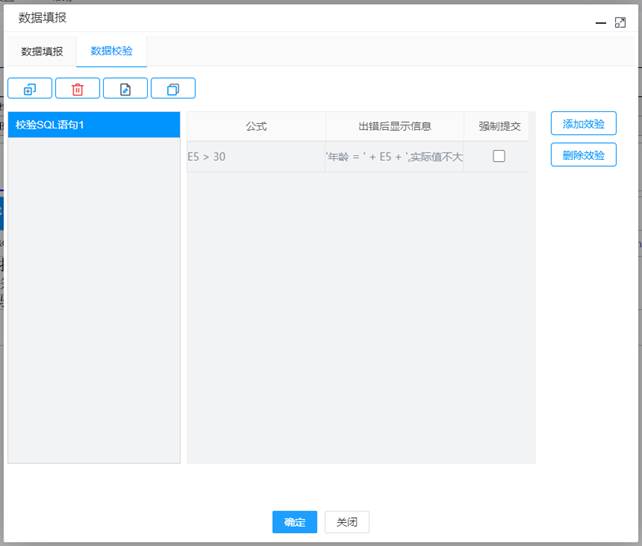 数据填报
数据填报 数据校验
校验SQL语句1
公式 出错后显示信息 强制提交
E5 > 30 '年龄 = ' + E5 + ',实际值不大
添加效验
删除效验
确定 关闭